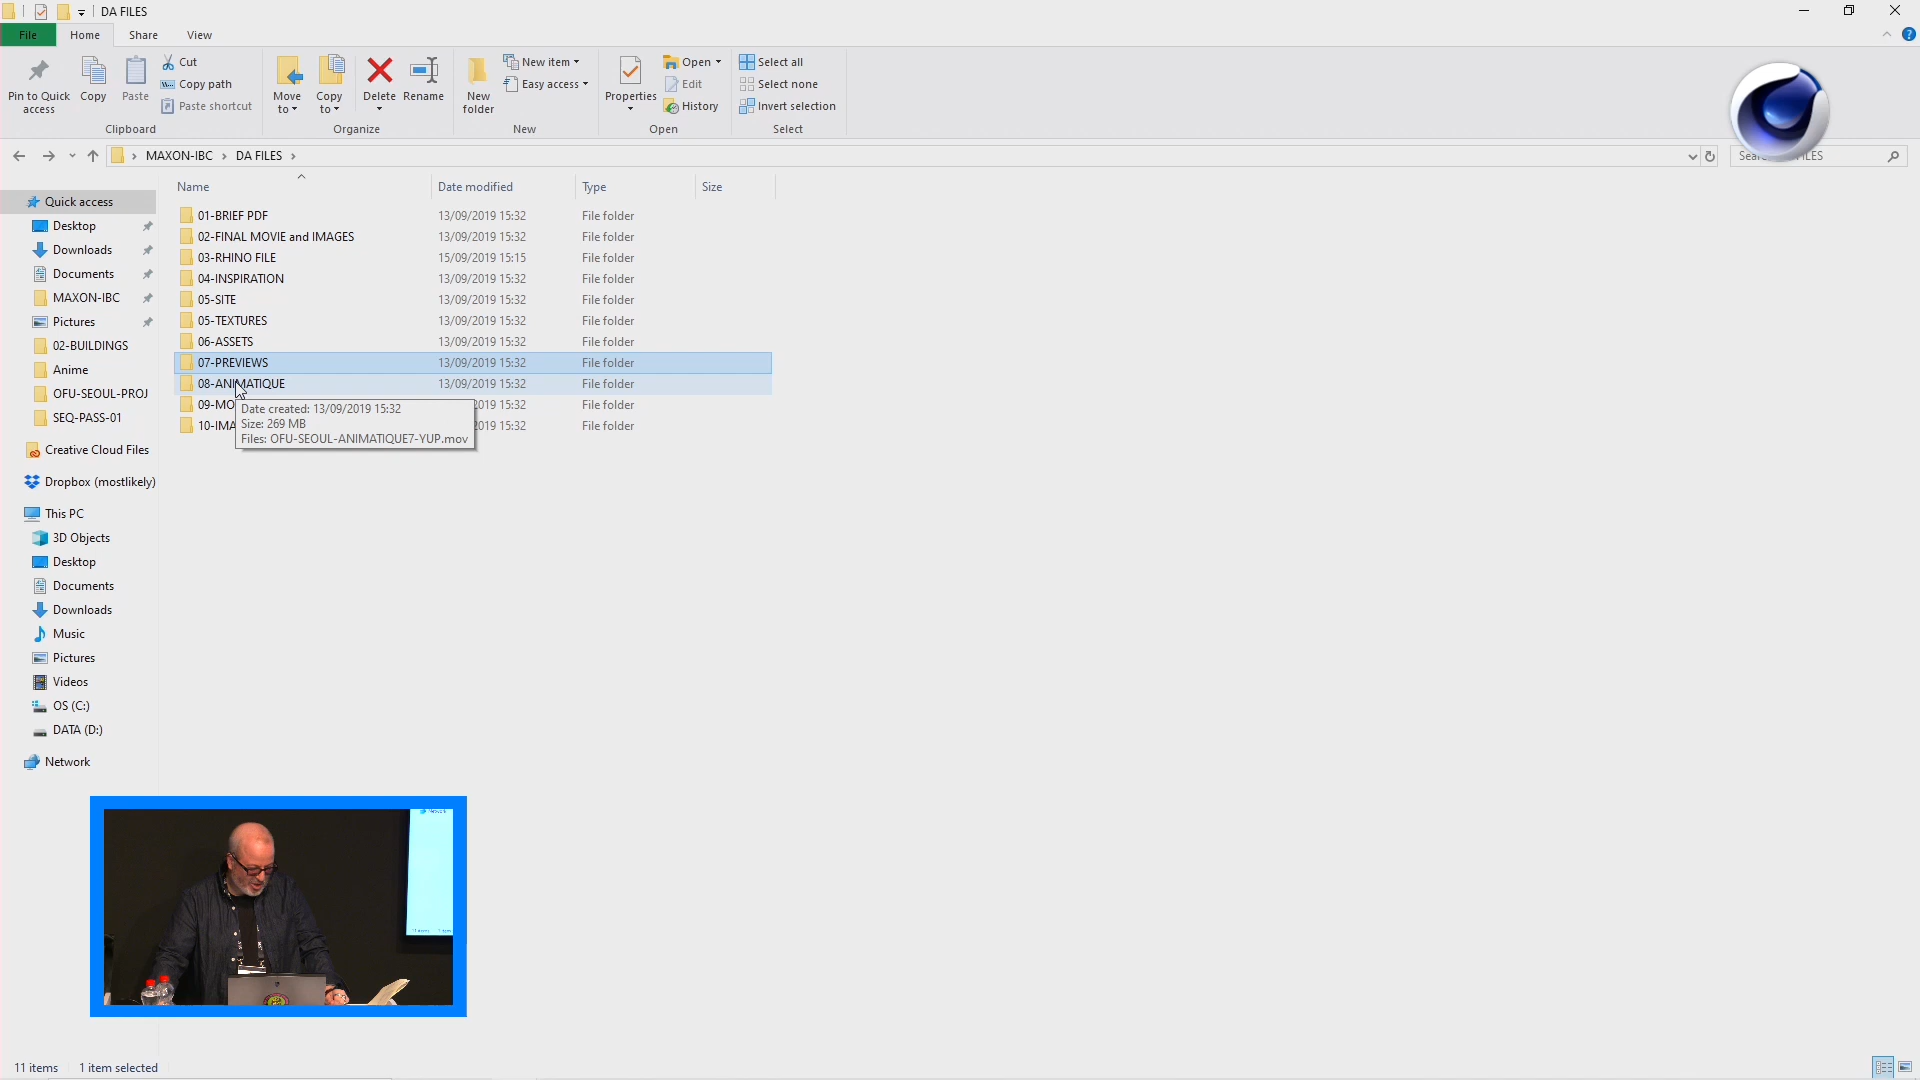 DA FILES
File
Home
Share
View
Pin to Quick access
Copy
Paste
Cut
Copy path
Paste shortcut
Clipboard
Move to
Copy to
Delete
Rename
Organize
New folder
New item
Easy access
New
Properties
Open
Edit
History
Open
Select all
Select none
Invert selection
Select
MAXON-IBC > DA FILES >
Name
Date modified
Type
Size
01-BRIEF PDF 13/09/2019 15:32 File folder
02-FINAL MOVIE and IMAGES 13/09/2019 15:32 File folder
03-RHINO FILE 15/09/2019 15:15 File folder
04-INSPIRATION 13/09/2019 15:32 File folder
05-SITE 13/09/2019 15:32 File folder
05-TEXTURES 13/09/2019 15:32 File folder
06-ASSETS 13/09/2019 15:32 File folder
07-PREVIEWS 13/09/2019 15:32 File folder
08-ANIMATIQUE 13/09/2019 15:32 File folder
09-MO 2019 15:32 File folder
10-IMA 2019 15:32 File folder
Date created: 13/09/2019 15:32
Size: 269 MB
Files: OFU-SEOUL-ANIMATIQUE7-YUP.mov
Quick access
Desktop
Downloads
Documents
MAXON-IBC
Pictures
02-BUILDINGS
Anime
OFU-SEOUL-PROJ
SEQ-PASS-01
Creative Cloud Files
Dropbox (mostlikely)
This PC
3D Objects
Desktop
Documents
Downloads
Music
Pictures
Videos
OS (C:)
DATA (D:)
Network
11 items 1 item selected